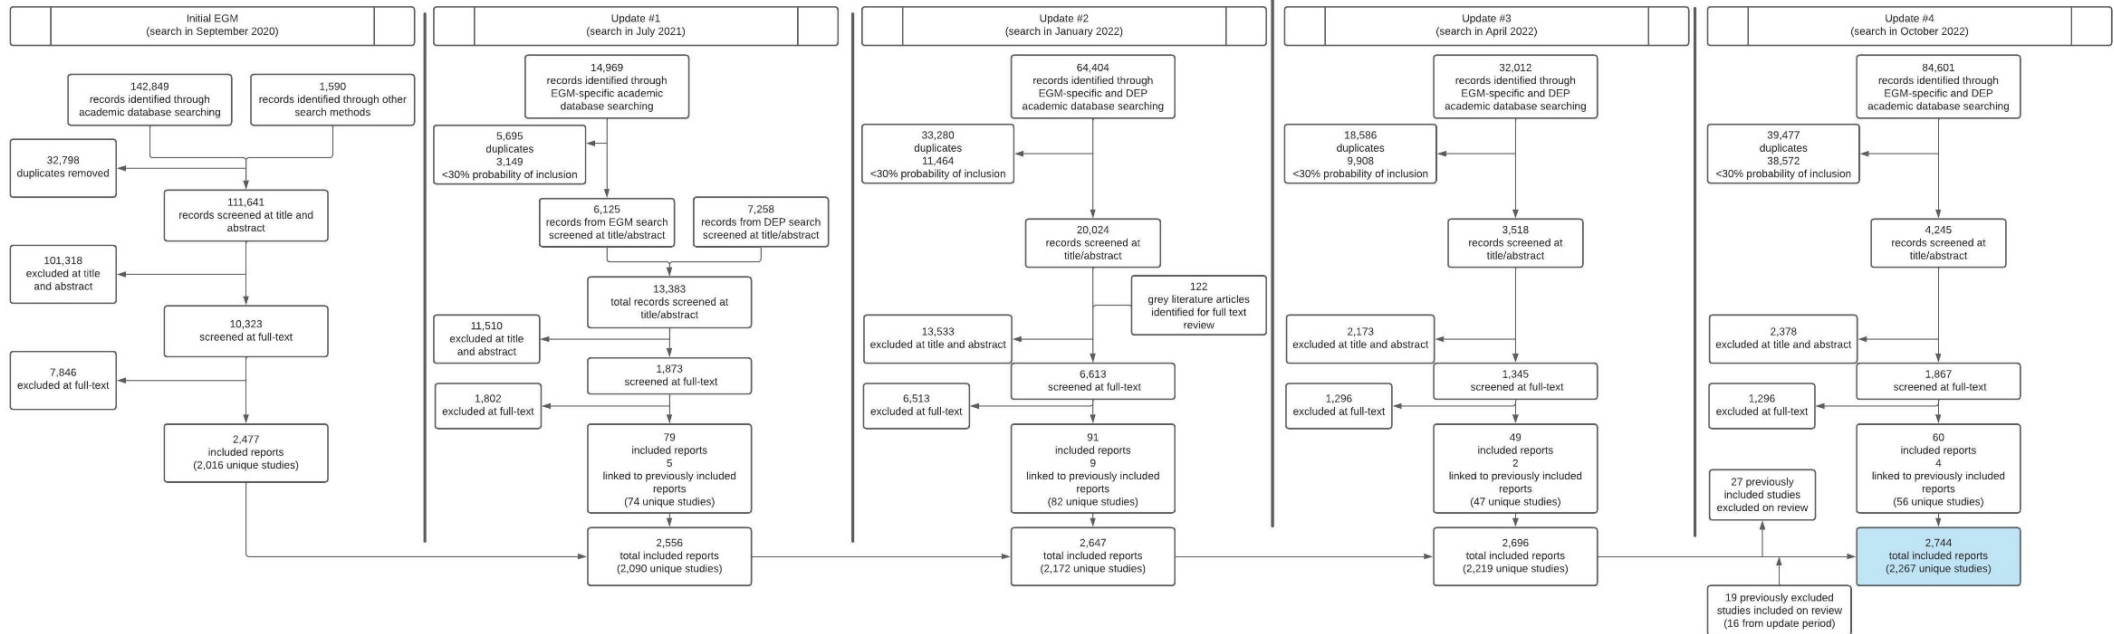 Initial EGM
(search in September 2020)
142,849
records identified through
academic database searching
1,590
records identified through other
search methods
32,798
duplicates removed
111,641
records screened at title and
abstract
101,318
excluded at title
and abstract
10,323
screened at full-text
7,846
excluded at full-text
2,477
included reports
(2,016 unique studies)
Update #1
(search in July 2021)
14,969
records identified through
EGM-specific academic
database searching
5,695
duplicates
3,149
<30% probability of inclusion
6,125
records from EGM search
screened at title/abstract
7,258
records from DEP search
screened at title/abstract
13,383
total records screened at
title/abstract
11,510
excluded at title
and abstract
1,873
screened at full-text
1,802
excluded at full-text
79
included reports
5
linked to previously included
reports
(74 unique studies)
2,556
total included reports
(2,090 unique studies)
Update #2
(search in January 2022)
64,404
records identified through
EGM-specific and DEP
academic database searching
33,280
duplicates
11,464
<30% probability of inclusion
20,024
records screened at
title/abstract
122
grey literature articles
identified for full text
review
13,533
excluded at title and abstract
6,613
screened at full-text
6,513
excluded at full-text
91
included reports
9
linked to previously included
reports
(82 unique studies)
2,647
total included reports
(2,172 unique studies)
Update #3
(search in April 2022)
32,012
records identified through
EGM-specific and DEP
academic database searching
18,586
duplicates
9,908
<30% probability of inclusion
3,518
records screened at
title/abstract
2,173
excluded at title and abstract
1,345
screened at full-text
1,296
excluded at full-text
49
included reports
2
linked to previously included
reports
(47 unique studies)
2,696
total included reports
(2,219 unique studies)
Update #4
(search in October 2022)
84,601
records identified through
EGM-specific and DEP
academic database searching
39,477
duplicates
38,572
<30% probability of inclusion
4,245
records screened at
title/abstract
2,378
excluded at title and abstract
1,867
screened at full-text
1,296
excluded at full-text
60
included reports
4
linked to previously included
reports
(56 unique studies)
27 previously
included studies
excluded on review
2,744
total included reports
(2,267 unique studies)
19 previously excluded
studies included on review
(16 from update period)